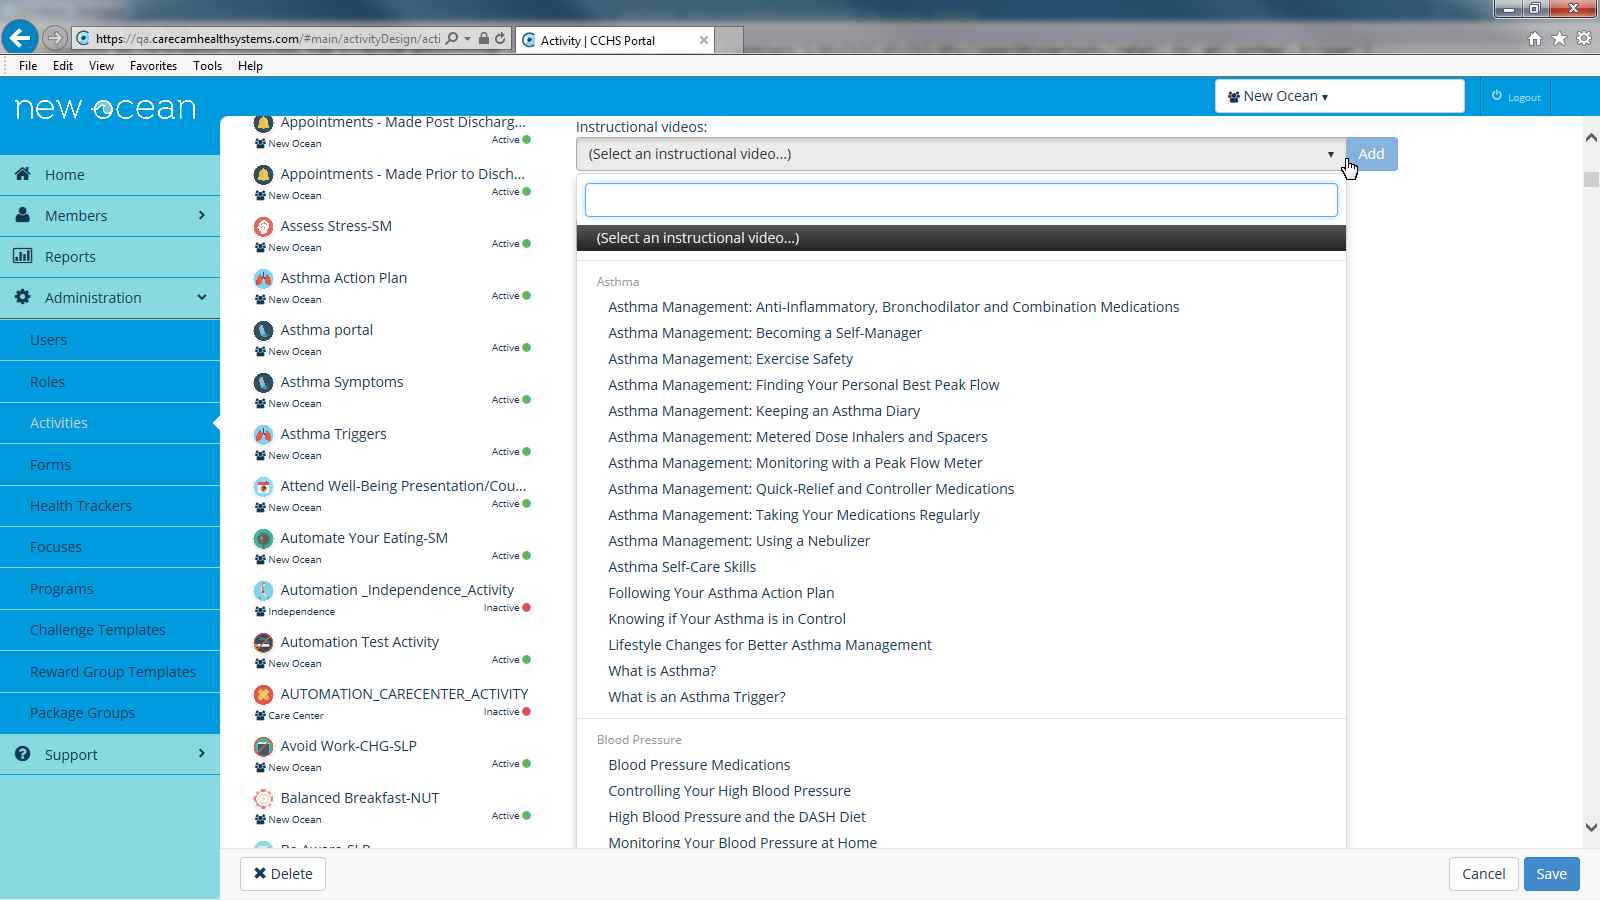 https://qa.carecamhealthsystems.com/#main/activityDesign/acti
Activity | CCHS Portal
File Edit View Favorites Tools Help
new ocean
New Ocean
Logout
Home
Members
Reports
Administration
Users
Roles
Activities
Forms
Health Trackers
Focuses
Programs
Challenge Templates
Reward Group Templates
Package Groups
Support
Appointments - Made Post Discharg...
New Ocean
Active
Appointments - Made Prior to Disch...
New Ocean
Active
Assess Stress-SM
New Ocean
Active
Asthma Action Plan
New Ocean
Active
Asthma portal
New Ocean
Active
Asthma Symptoms
New Ocean
Active
Asthma Triggers
New Ocean
Active
Attend Well-Being Presentation/Cou...
New Ocean
Active
Automate Your Eating-SM
New Ocean
Active
Automation _Independence_Activity
Independence
Inactive
Automation Test Activity
New Ocean
Active
AUTOMATION_CARECENTER_ACTIVITY
Care Center
Inactive
Avoid Work-CHG-SLP
New Ocean
Active
Balanced Breakfast-NUT
New Ocean
Active
Instructional videos:
(Select an instructional video...)
Add
(Select an instructional video...)
Asthma
Asthma Management: Anti-Inflammatory, Bronchodilator and Combination Medications
Asthma Management: Becoming a Self-Manager
Asthma Management: Exercise Safety
Asthma Management: Finding Your Personal Best Peak Flow
Asthma Management: Keeping an Asthma Diary
Asthma Management: Metered Dose Inhalers and Spacers
Asthma Management: Monitoring with a Peak Flow Meter
Asthma Management: Quick-Relief and Controller Medications
Asthma Management: Taking Your Medications Regularly
Asthma Management: Using a Nebulizer
Asthma Self-Care Skills
Following Your Asthma Action Plan
Knowing if Your Asthma is in Control
Lifestyle Changes for Better Asthma Management
What is Asthma?
What is an Asthma Trigger?
Blood Pressure
Blood Pressure Medications
Controlling Your High Blood Pressure
High Blood Pressure and the DASH Diet
Monitoring Your Blood Pressure at Home
Delete
Cancel
Save